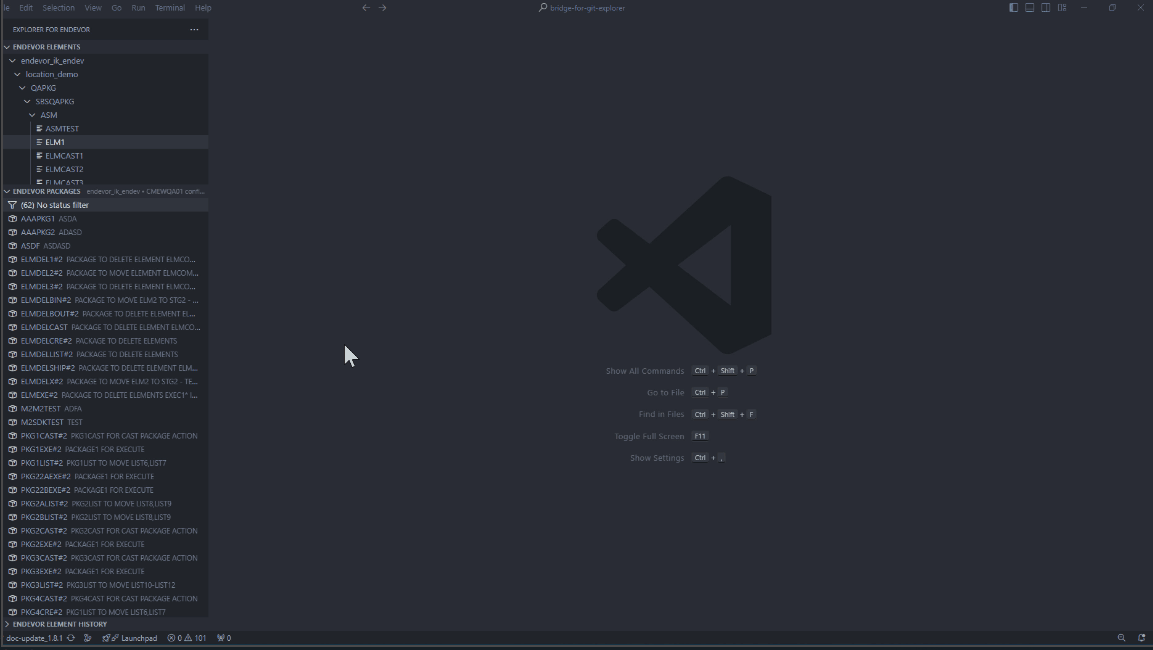 le Edit Selection View Go Run Terminal Help
bridge-for-git-explorer
EXPLORER FOR ENDEVOR ...
ENDEVOR ELEMENTS
endevor_ik_endev
location_demo
QAPKG
SBSQAPKG
ASM
ASMTEST
ELM1
ELMCAST1
ELMCAST2
ELMCAST3
ENDEVOR PACKAGES endevor_ik_endev • CMEWQA01 conf...
(62) No status filter
AAAPKG1 ASDA
AAAPKG2 ADASD
ASDF ASDASD
ELMDEL1#2 PACKAGE TO DELETE ELEMENT ELMCO...
ELMDEL2#2 PACKAGE TO MOVE ELEMENT ELMCOM...
ELMDEL3#2 PACKAGE TO DELETE ELEMENT ELMCO...
ELMDELBIN#2 PACKAGE TO MOVE ELM2 TO STG2 - ...
ELMDELBOUT#2 PACKAGE TO DELETE ELEMENT EL...
ELMDELCAST PACKAGE TO DELETE ELEMENT ELMCO...
ELMDELCRE#2 PACKAGE TO DELETE ELEMENTS
ELMDELLIST#2 PACKAGE TO DELETE ELEMENTS
ELMDELSHIP#2 PACKAGE TO DELETE ELEMENT ELM...
ELMDELX#2 PACKAGE TO MOVE ELM2 TO STG2 - TE...
ELMEXE#2 PACKAGE TO DELETE ELEMENTS EXEC1* (...
M2M2TEST ADFA
M2SDKTEST TEST
PKG1CAST#2 PKG1CAST FOR CAST PACKAGE ACTION
PKG1EXE#2 PACKAGE1 FOR EXECUTE
PKG1LIST#2 PKG1LIST TO MOVE LIST6,LIST7
PKG22AEXE#2 PACKAGE1 FOR EXECUTE
PKG22BEXE#2 PACKAGE1 FOR EXECUTE
PKG2ALIST#2 PKG2LIST TO MOVE LIST8,LIST9
PKG2BLIST#2 PKG2LIST TO MOVE LIST8,LIST9
PKG2CAST#2 PKG2CAST FOR CAST PACKAGE ACTION
PKG2EXE#2 PACKAGE1 FOR EXECUTE
PKG3CAST#2 PKG3CAST FOR CAST PACKAGE ACTION
PKG3EXE#2 PACKAGE1 FOR EXECUTE
PKG3LIST#2 PKG3LIST TO MOVE LIST10-LIST12
PKG4CAST#2 PKG4CAST FOR CAST PACKAGE ACTION
PKG4CRE#2 PKG1LIST TO MOVE LIST6,LIST7
ENDEVOR ELEMENT HISTORY
Show All Commands Ctrl + Shift + P
Go to File Ctrl + P
Find in Files Ctrl + Shift + F
Toggle Full Screen F11
Show Settings Ctrl + ,
doc-update_1.8.1 Launchpad 0 101 0